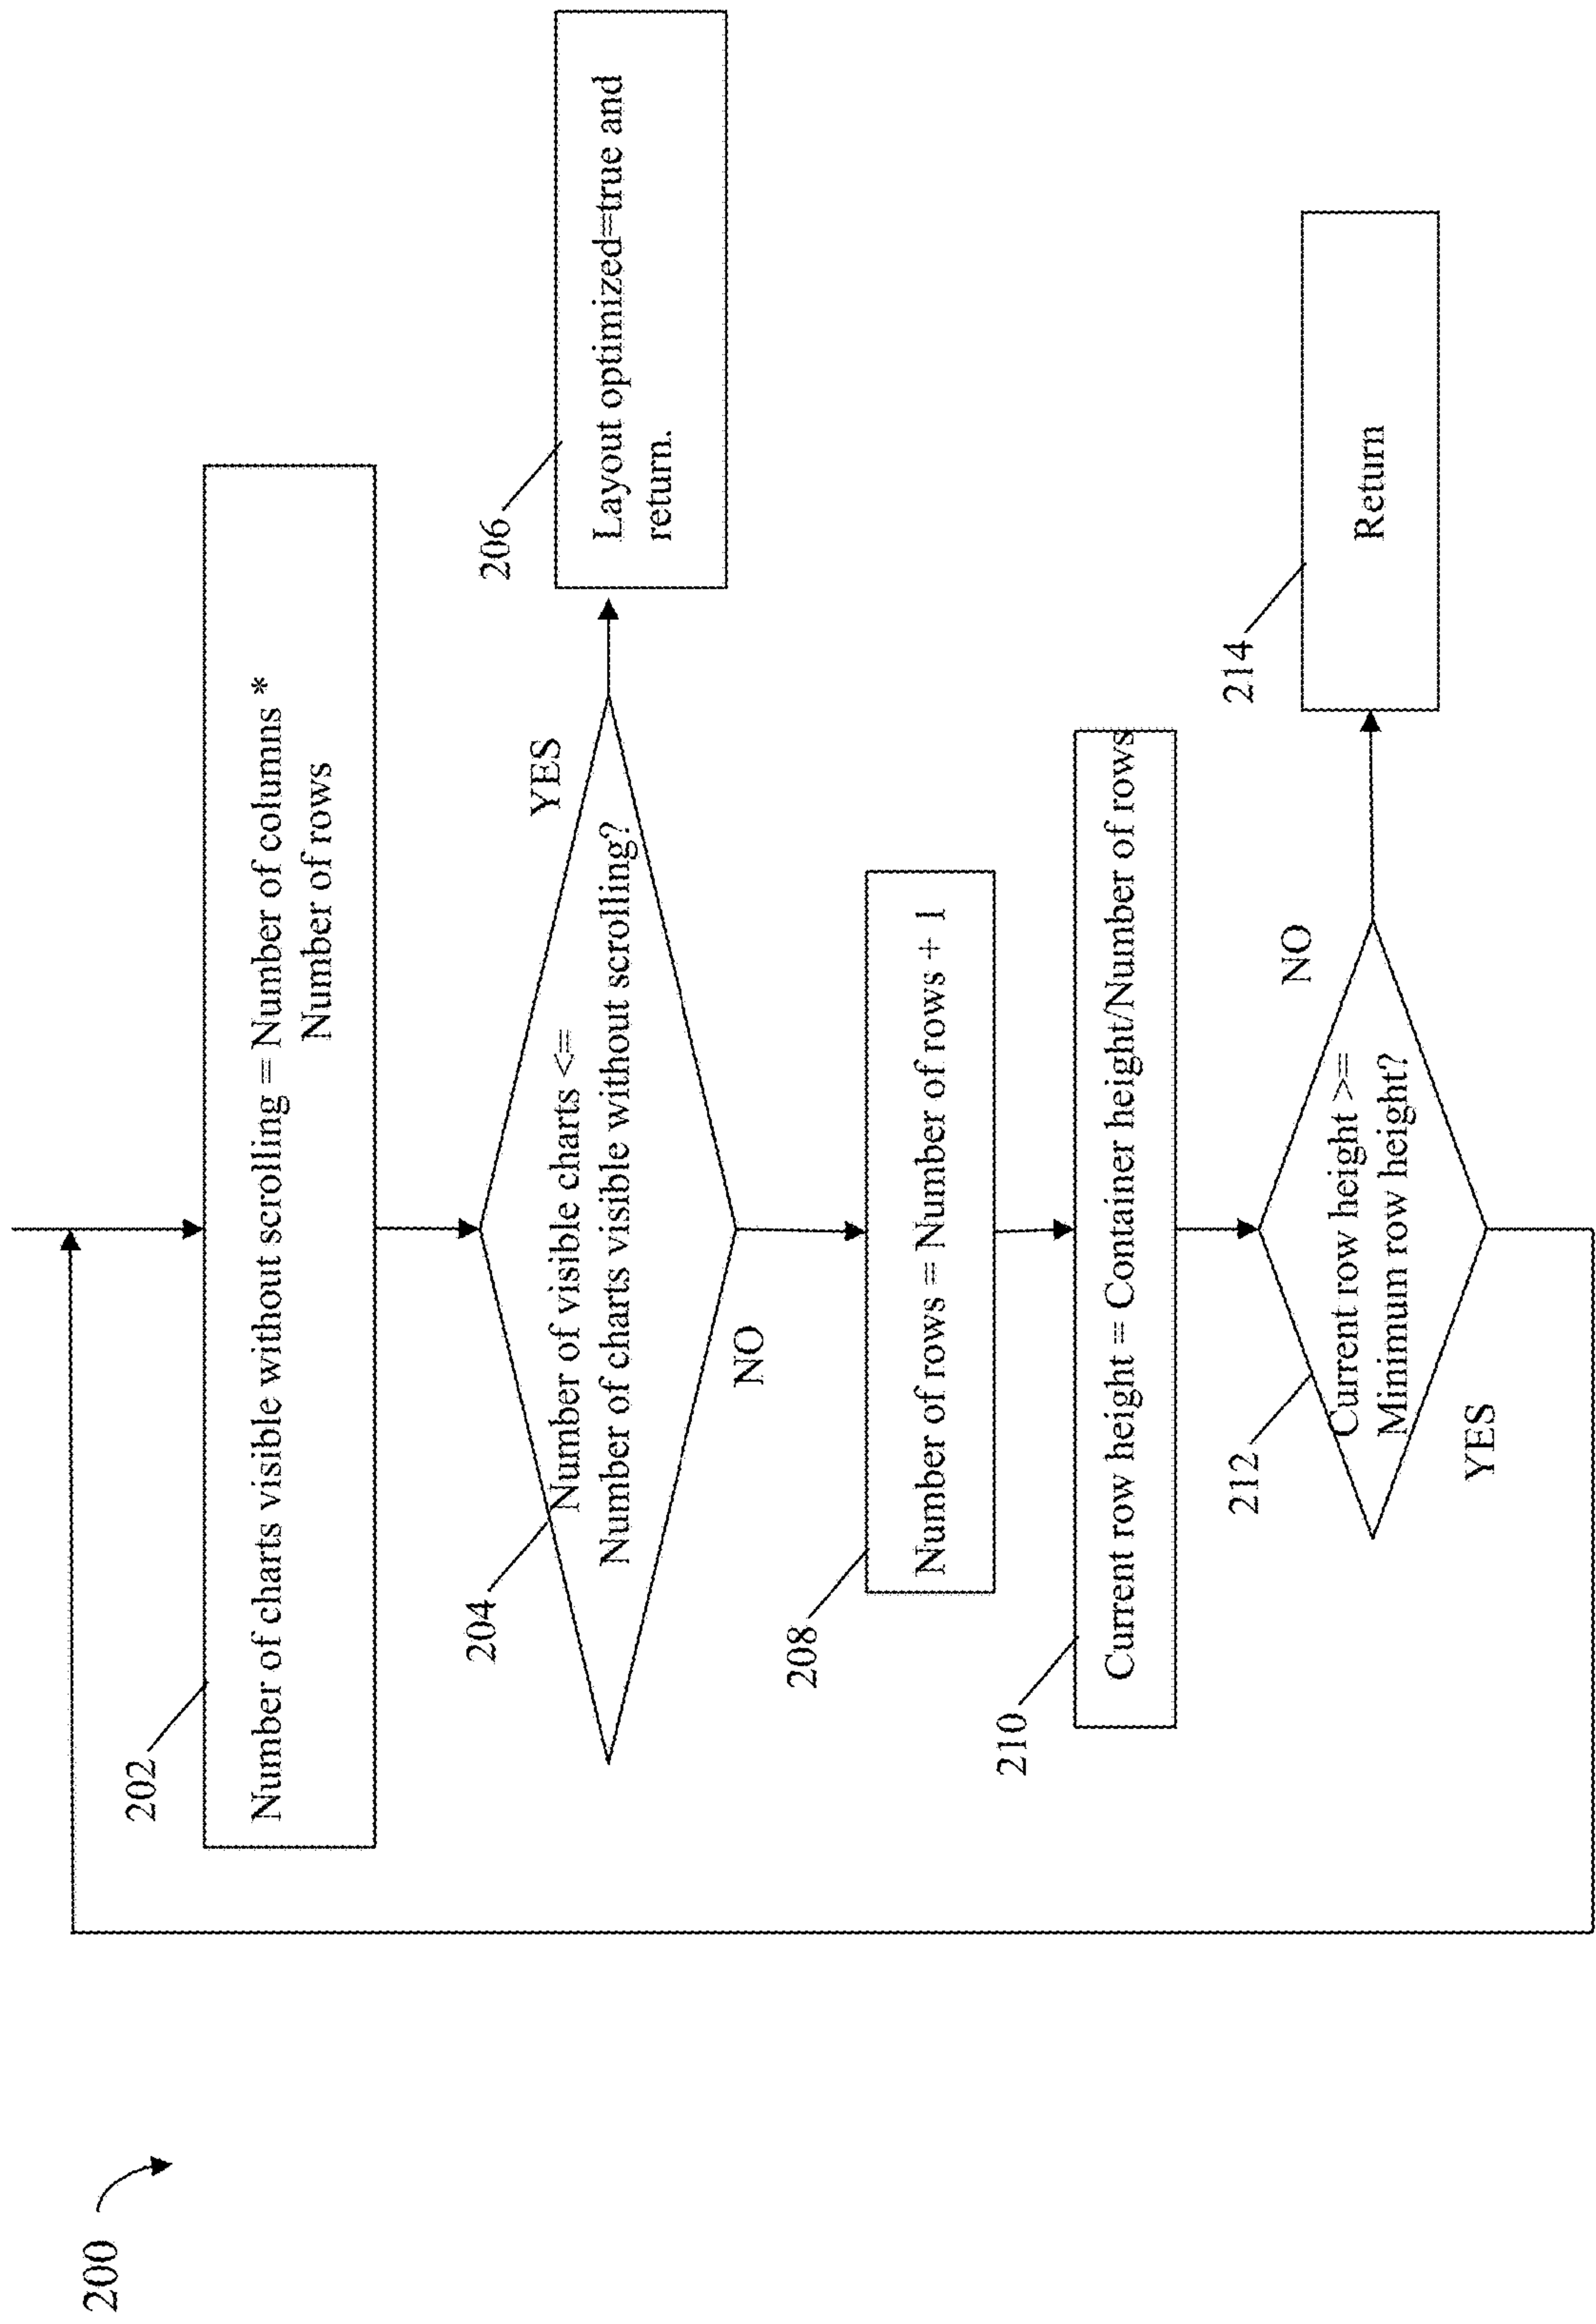 200
202
Number of charts visible without scrolling = Number of columns *
Number of rows
204
Number of visible charts <=
Number of charts visible without scrolling?
YES
206
Layout optimized=true and
return.
NO
208
Number of rows = Number of rows + 1
210
Current row height = Container height/Number of rows
212
Current row height >=
Minimum row height?
NO
214
Return
YES